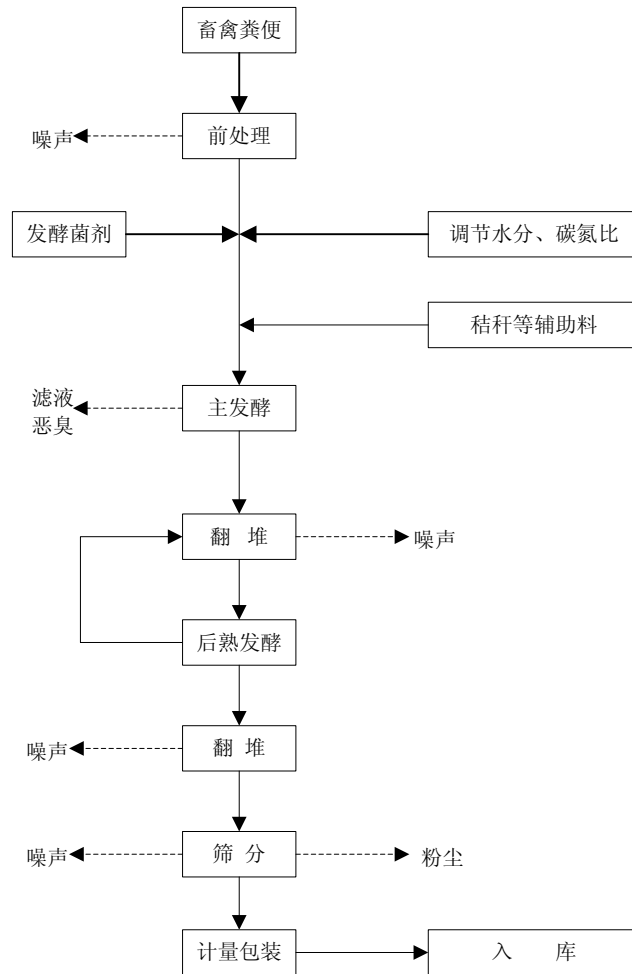 畜禽粪便
噪声
前处理
发酵菌剂
调节水分、碳氮比
秸秆等辅助料
滤液
恶臭
主发酵
翻 堆
噪声
后熟发酵
噪声
翻 堆
噪声
筛 分
粉尘
计量包装
入 库